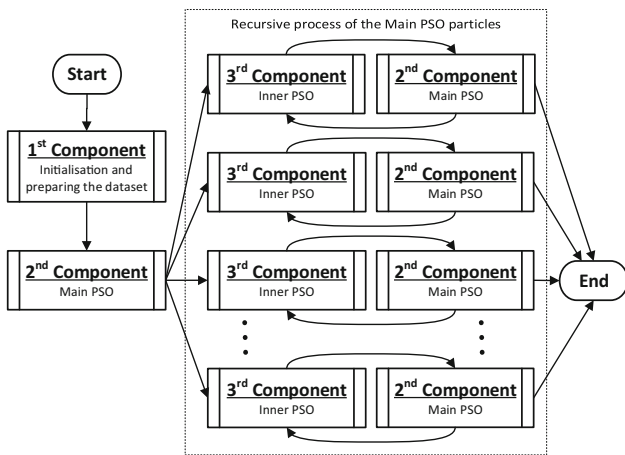 Recursive process of the Main PSO particles
Start
1st Component
Initialisation and
preparing the dataset
2nd Component
Main PSO
3rd Component
Inner PSO
2nd Component
Main PSO
3rd Component
Inner PSO
2nd Component
Main PSO
3rd Component
Inner PSO
2nd Component
Main PSO
3rd Component
Inner PSO
2nd Component
Main PSO
End